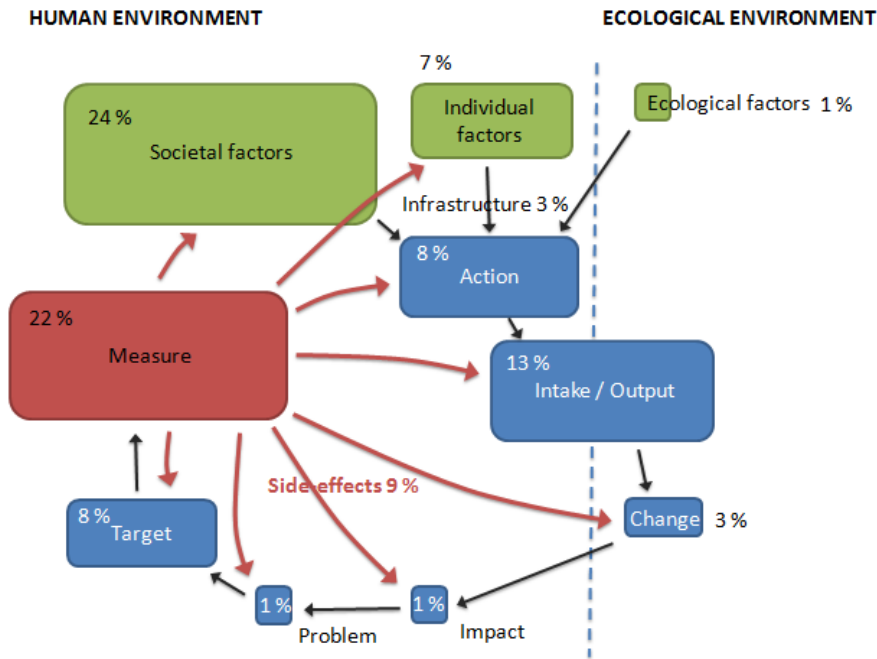 HUMAN ENVIRONMENT
ECOLOGICAL ENVIRONMENT
7 %
24 %
Societal factors
Individual
factors
Ecological factors 1 %
Infrastructure 3 %
8 %
Action
22 %
Measure
13 %
Intake / Output
Side-effects 9 %
8 %
Target
Change 3 %
1 %
Problem
1 %
Impact